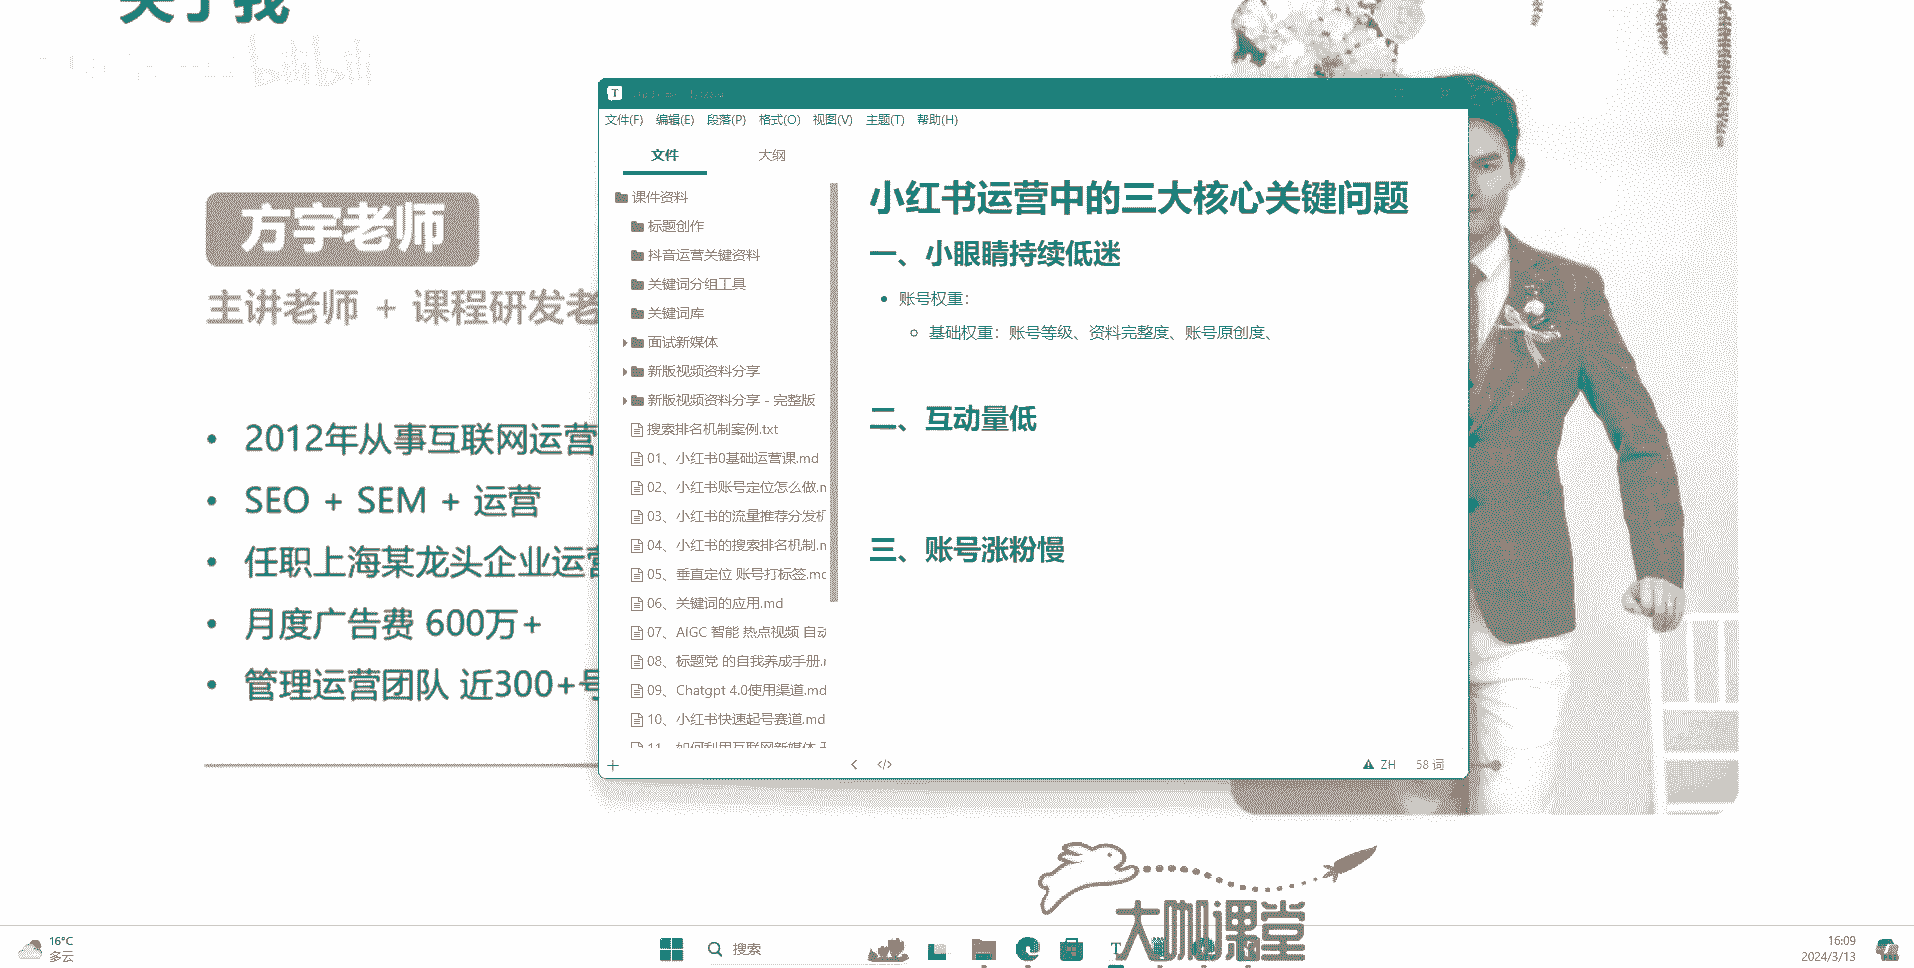 关于我
bilibili
方宇老师
主讲老师 + 课程研发老
2012年从事互联网运营
SEO + SEM + 运营
任职上海某龙头企业运营
月度广告费 600万+
管理运营团队 近300+号
T
文件(F) 编辑(E) 段落(P) 格式(O) 视图(V) 主题(T) 帮助(H)
文件 大纲
课件资料
标题创作
抖音运营关键资料
关键词分组工具
关键词库
面试新媒体
新版视频资料分享
新版视频资料分享 - 完整版
搜索排名机制案例.txt
01、小红书0基础运营课.md
02、小红书账号定位怎么做.m
03、小红书的流量推荐分发机
04、小红书的搜索排名机制.m
05、垂直定位 账号打标签.md
06、关键词的应用.md
07、AIGC 智能 热点视频 自动
08、标题党 的自我养成手册.m
09、Chatgpt 4.0使用渠道.md
10、小红书快速起号赛道.md
11、如何利用互联网新媒体
小红书运营中的三大核心关键问题
一、小眼睛持续低迷
账号权重：
基础权重：账号等级、资料完整度、账号原创度、
二、互动量低
三、账号涨粉慢
ZH 58 词
大咖课堂
16°C
多云
搜索
16:09
2024/3/13